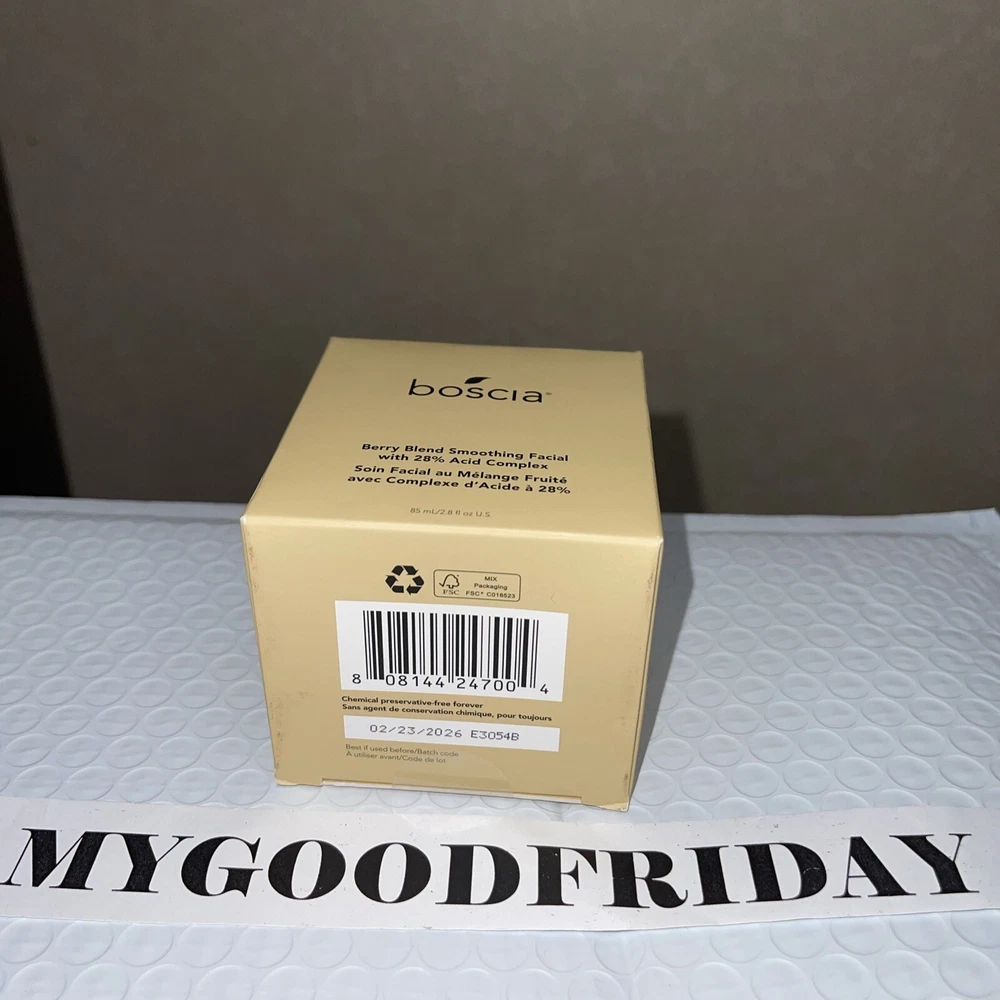 boscia®
Berry Blend Smoothing Facial
with 28% Acid Complex
Soin Facial au Mélange Fruité
avec Complexe d'Acide à 28%
85 mL/2.8 fl oz U.S.
FSC
MIX
Packaging
FSC® C018523
8 08144 24700 4
Chemical preservative-free forever
Sans agent de conservation chimique, pour toujours
02/23/2026 E3054B
Best if used before/Batch code
À utiliser avant/Code de lot
MYGOODFRIDAY